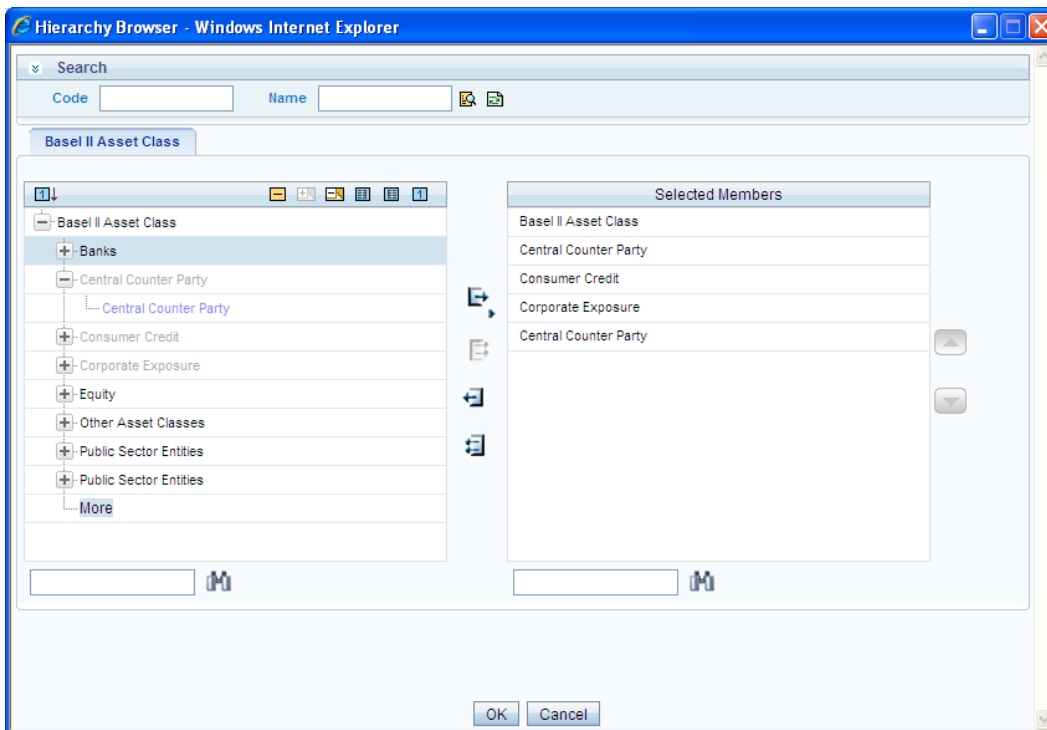 Hierarchy Browser - Windows Internet Explorer
Search
Code
Name
Basel II Asset Class
1
1
Basel II Asset Class
Banks
Central Counter Party
Central Counter Party
Consumer Credit
Corporate Exposure
Equity
Other Asset Classes
Public Sector Entities
Public Sector Entities
More
Selected Members
Basel II Asset Class
Central Counter Party
Consumer Credit
Corporate Exposure
Central Counter Party
OK
Cancel